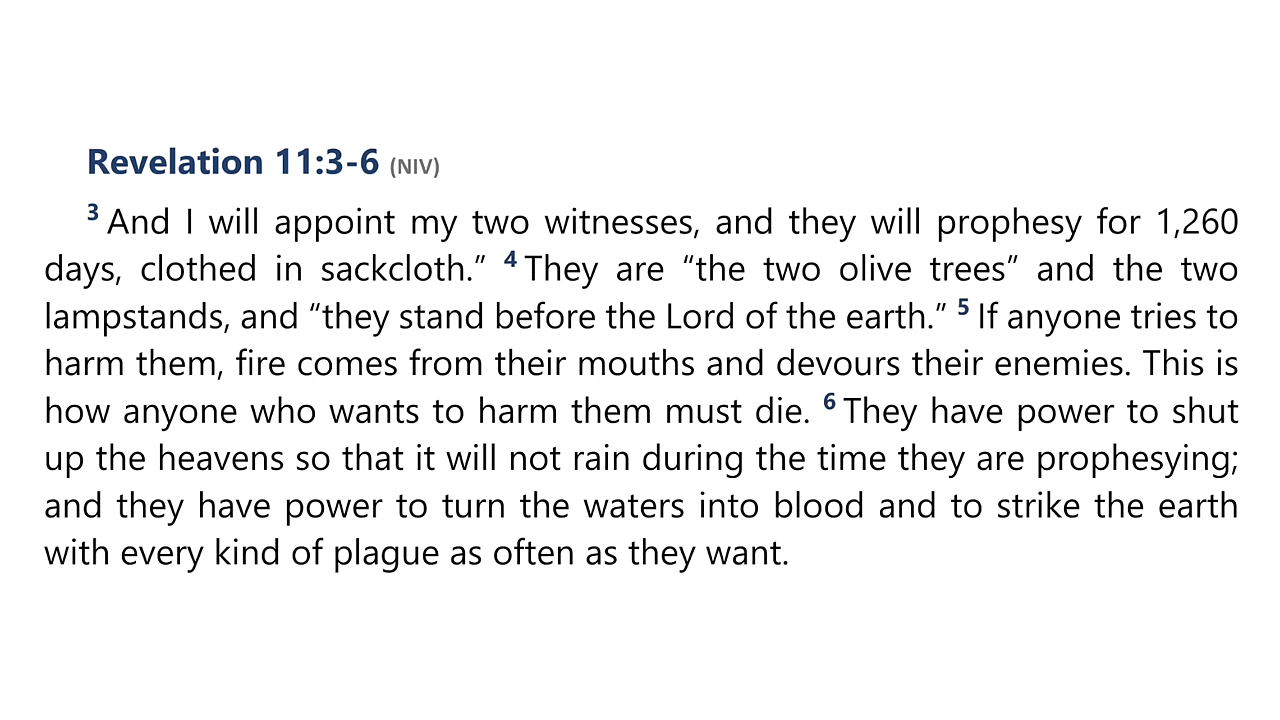 Revelation 11:3-6 (NIV)
3 And I will appoint my two witnesses, and they will prophesy for 1,260
days, clothed in sackcloth.” 4 They are “the two olive trees” and the two
lampstands, and “they stand before the Lord of the earth.” 5 If anyone tries to
harm them, fire comes from their mouths and devours their enemies. This is
how anyone who wants to harm them must die. 6 They have power to shut
up the heavens so that it will not rain during the time they are prophesying;
and they have power to turn the waters into blood and to strike the earth
with every kind of plague as often as they want.